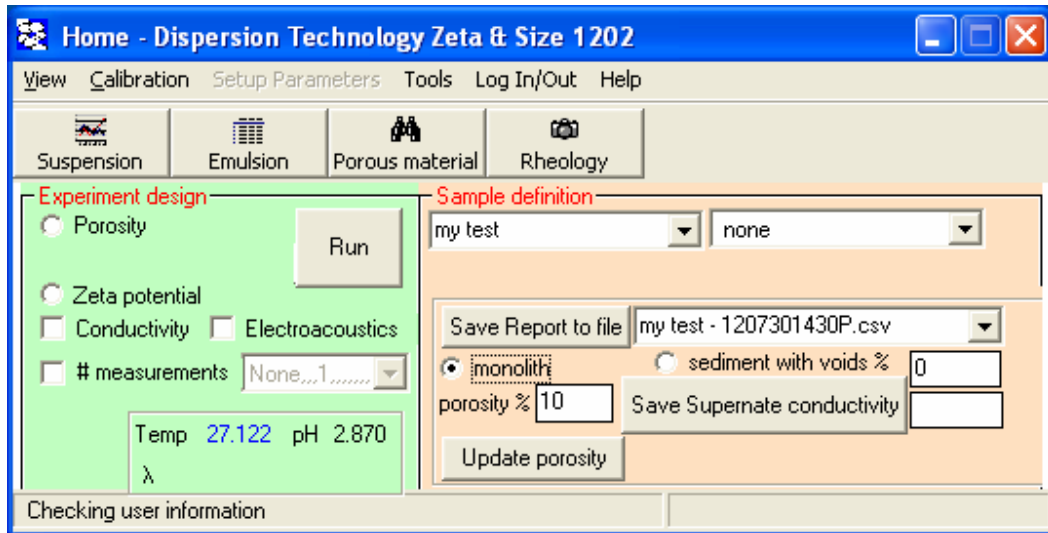 Home - Dispersion Technology Zeta & Size 1202
View Calibration Setup Parameters Tools Log In/Out Help
Suspension Emulsion Porous material Rheology
Experiment design
Porosity
Run
Zeta potential
Conductivity Electroacoustics
# measurements None,,,1,,,,,,,
Temp 27.122 pH 2.870
λ
Sample definition
my test none
Save Report to file my test - 1207301430P.csv
monolith sediment with voids % 0
porosity % 10 Save Supernate conductivity
Update porosity
Checking user information